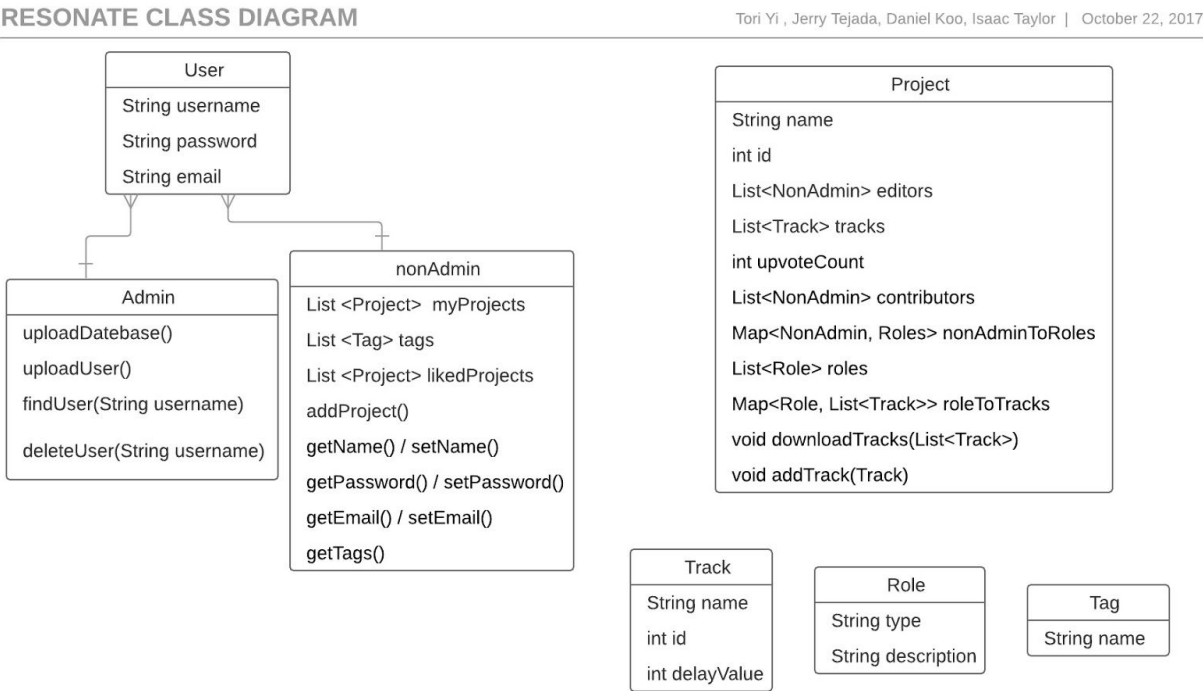 RESONATE CLASS DIAGRAM
Tori Yi , Jerry Tejada, Daniel Koo, Isaac Taylor | October 22, 2017
User
String username
String password
String email
Admin
uploadDatebase()
uploadUser()
findUser(String username)
deleteUser(String username)
nonAdmin
List <Project> myProjects
List <Tag> tags
List <Project> likedProjects
addProject()
getName() / setName()
getPassword() / setPassword()
getEmail() / setEmail()
getTags()
Project
String name
int id
List<NonAdmin> editors
List<Track> tracks
int upvoteCount
List<NonAdmin> contributors
Map<NonAdmin, Roles> nonAdminToRoles
List<Role> roles
Map<Role, List<Track>> roleToTracks
void downloadTracks(List<Track>)
void addTrack(Track)
Track
String name
int id
int delayValue
Role
String type
String description
Tag
String name